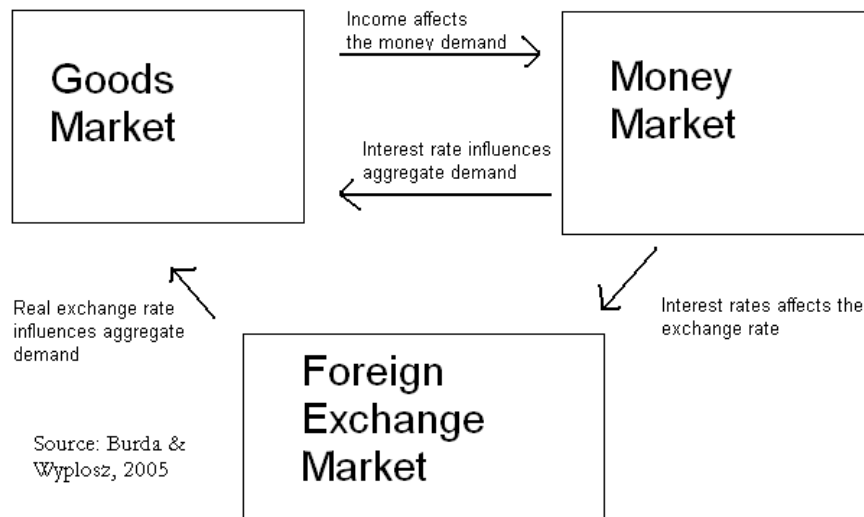 Income affects
the money demand
Goods
Market
Money
Market
Interest rate influences
aggregate demand
Real exchange rate
influences aggregate
demand
Interest rates affects the
exchange rate
Foreign
Exchange
Market
Source: Burda &
Wyplosz, 2005